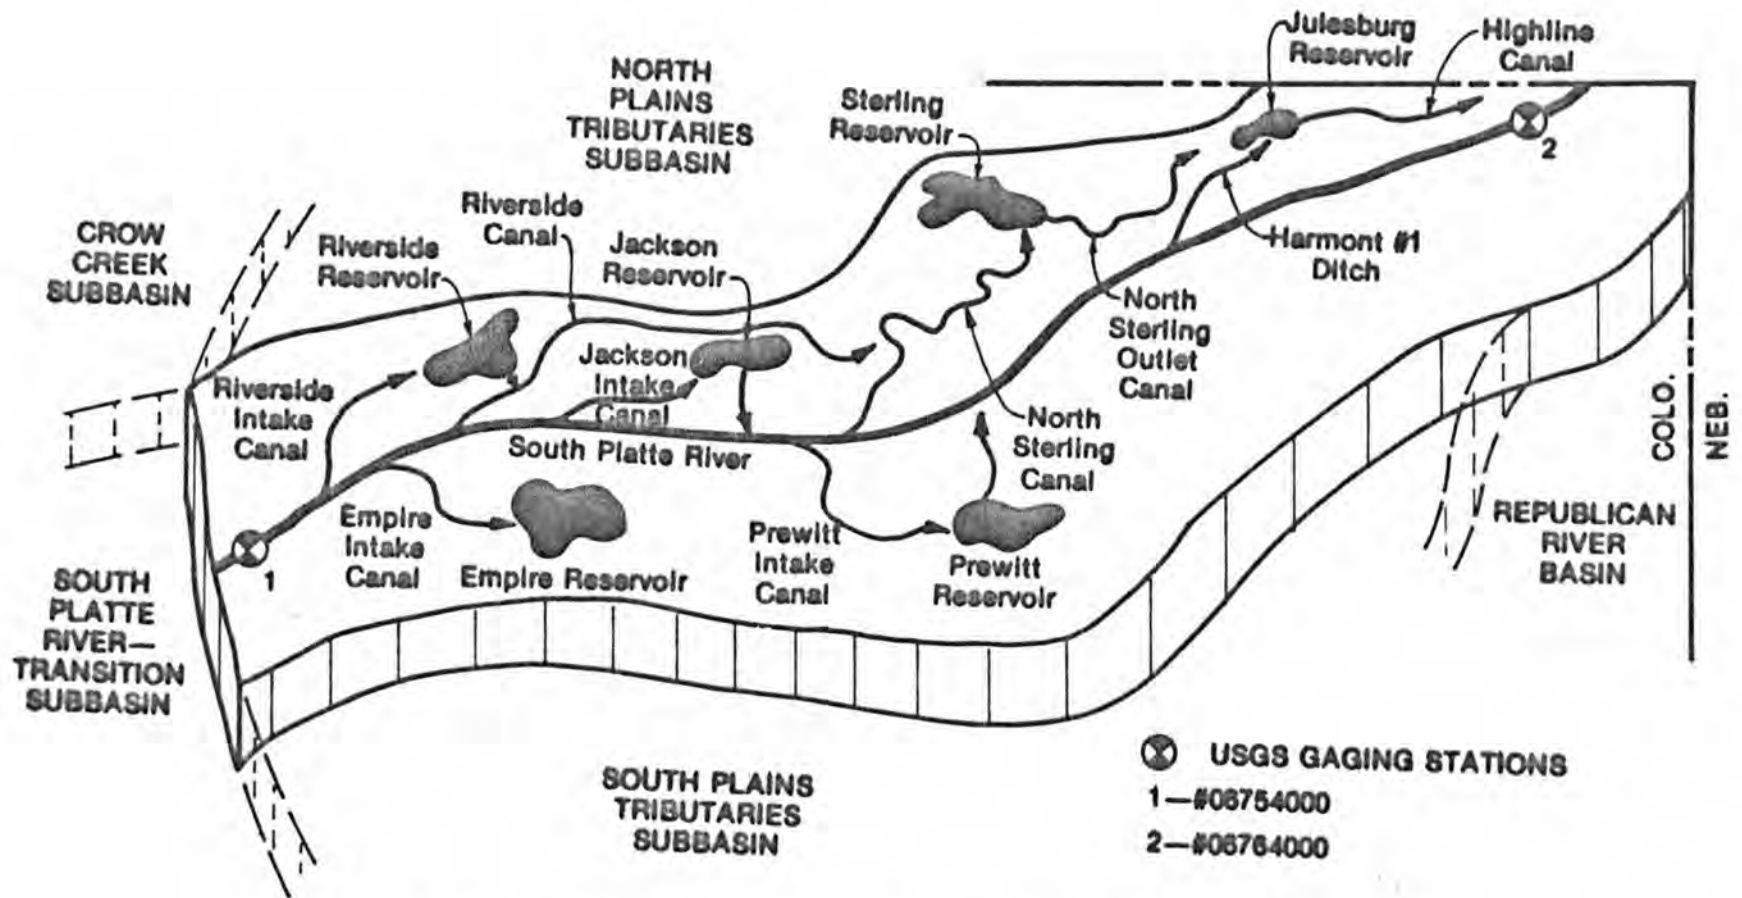 Julesburg
Reservoir
Highline
Canal
NORTH
PLAINS
TRIBUTARIES
SUBBASIN
Sterling
Reservoir
2
CROW
CREEK
SUBBASIN
Riverside
Reservoir
Riverside
Canal
Jackson
Reservoir
Harmont #1
Ditch
North
Sterling
Outlet
Canal
Riverside
Intake
Canal
Jackson
Intake
Canal
South Platte River
North
Sterling
Canal
COLO.
NEB.
REPUBLICAN
RIVER
BASIN
1
Empire
Intake
Canal
Empire Reservoir
Prewitt
Intake
Canal
Prewitt
Reservoir
SOUTH
PLATTE
RIVER—
TRANSITION
SUBBASIN
SOUTH PLAINS
TRIBUTARIES
SUBBASIN
USGS GAGING STATIONS
1—#06754000
2—#06764000